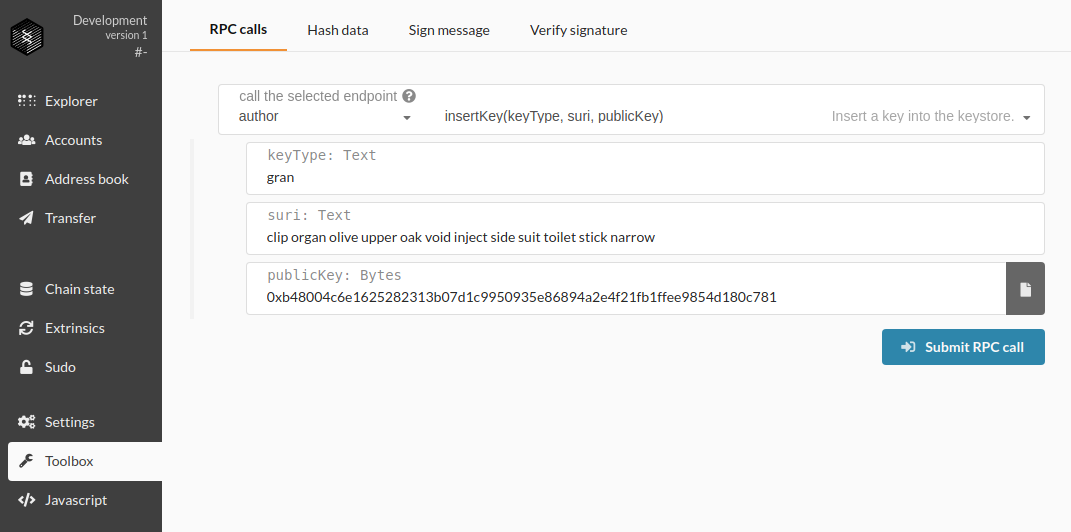 Development
version 1
#-
Explorer
Accounts
Address book
Transfer
Chain state
Extrinsics
Sudo
Settings
Toolbox
Javascript
RPC calls Hash data Sign message Verify signature
call the selected endpoint
author insertKey(keyType, suri, publicKey) Insert a key into the keystore.
keyType: Text
gran
suri: Text
clip organ olive upper oak void inject side suit toilet stick narrow
publicKey: Bytes
0xb48004c6e1625282313b07d1c9950935e86894a2e4f21fb1ffee9854d180c781
Submit RPC call